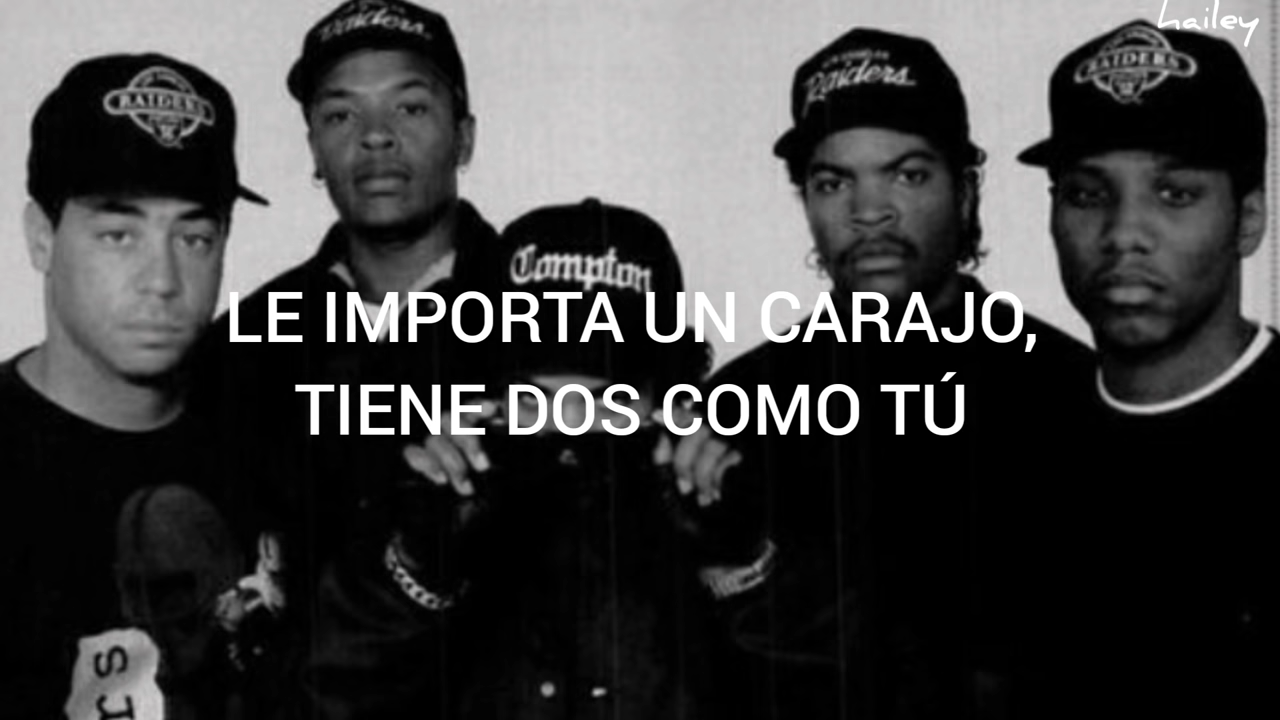 hailey
Raiders
RAIDERS
Raiders
RAIDERS
Compton
LE IMPORTA UN CARAJO,
TIENE DOS COMO TÚ